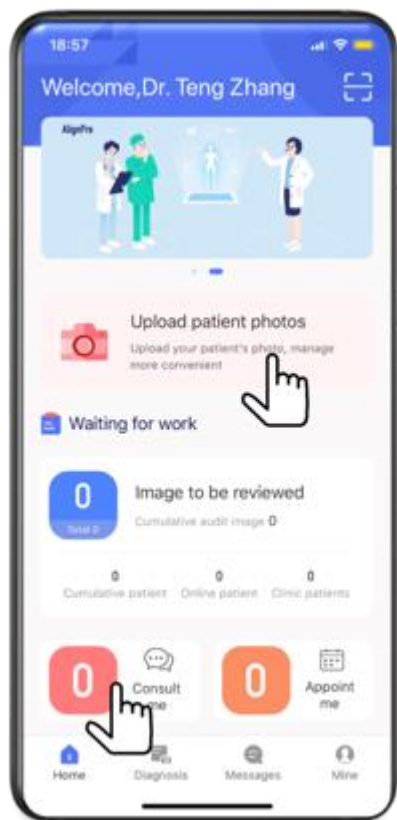 18:57
Welcome,Dr. Teng Zhang
AlignPro
Upload patient photos
Upload your patient's photo, manage
more convenient
Waiting for work
0
Total 0
Image to be reviewed
Cumulative audit image 0
0 0 0
Cumulative patient Online patient Clinic patients
0
Consult
me
0
Appoint
me
Home Diagnosis Messages Mine